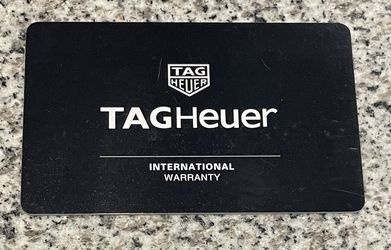 TAG
HEUER
TAGHeuer
INTERNATIONAL
WARRANTY